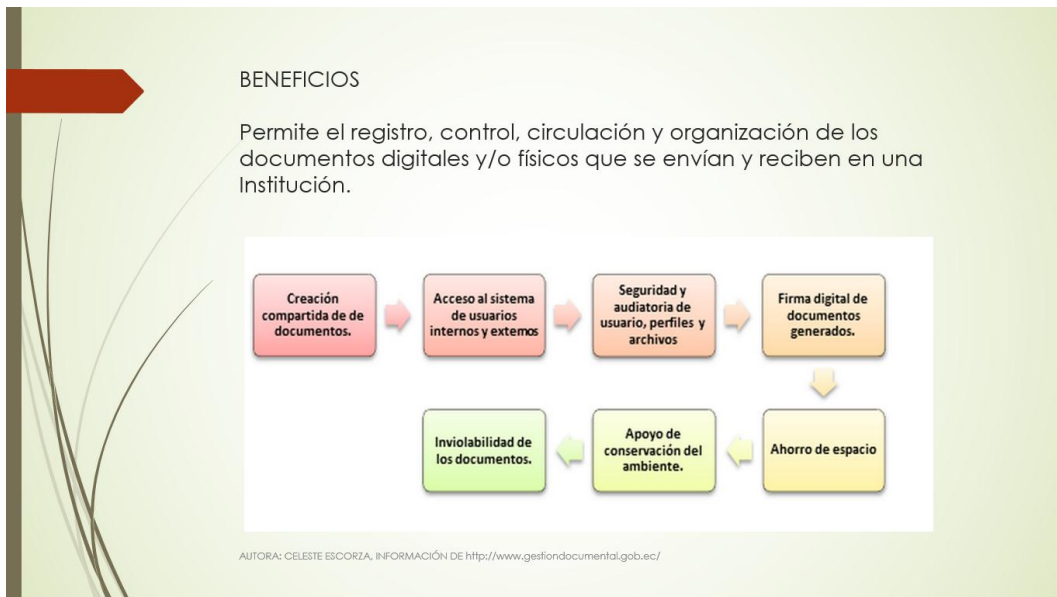 BENEFICIOS
Permite el registro, control, circulación y organización de los
documentos digitales y/o físicos que se envían y reciben en una
Institución.
Creación
compartida de de
documentos.
Acceso al sistema
de usuarios
internos y externos
Seguridad y
audiatoria de
usuario, perfiles y
archivos
Firma digital de
documentos
generados.
Ahorro de espacio
Apoyo de
conservación del
ambiente.
Inviolabilidad de
los documentos.
AUTORA: CELESTE ESCORZA, INFORMACIÓN DE http://www.gestiondocumental.gob.ec/